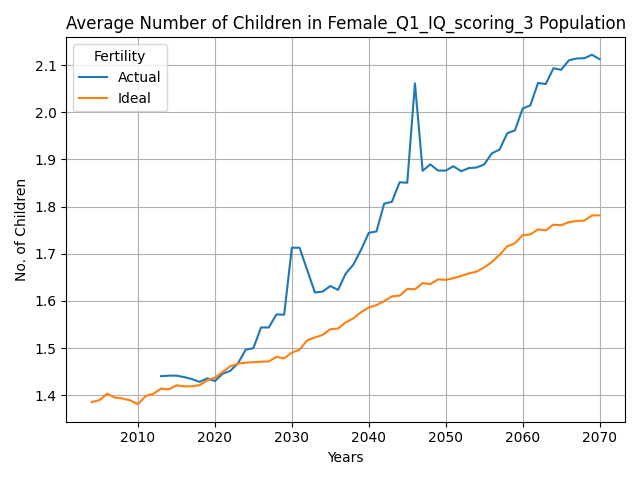 Average Number of Children in Female_Q1_IQ_scoring_3 Population
Fertility
Actual
Ideal
No. of Children
2.1
2.0
1.9
1.8
1.7
1.6
1.5
1.4
2010 2020 2030 2040 2050 2060 2070
Years